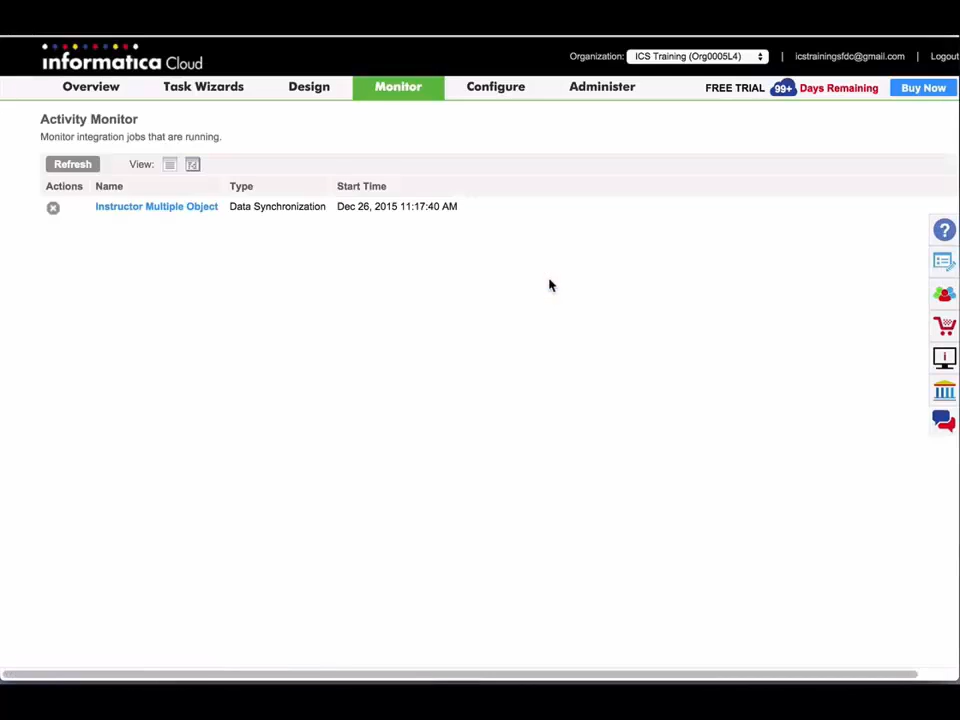 informatica Cloud
Organization: ICS Training (Org0005L4) | icstrainingsfdc@gmail.com | Logout
Overview Task Wizards Design Monitor Configure Administer FREE TRIAL 99+ Days Remaining Buy Now
Activity Monitor
Monitor integration jobs that are running.
Refresh View:
Actions Name Type Start Time
Instructor Multiple Object Data Synchronization Dec 26, 2015 11:17:40 AM